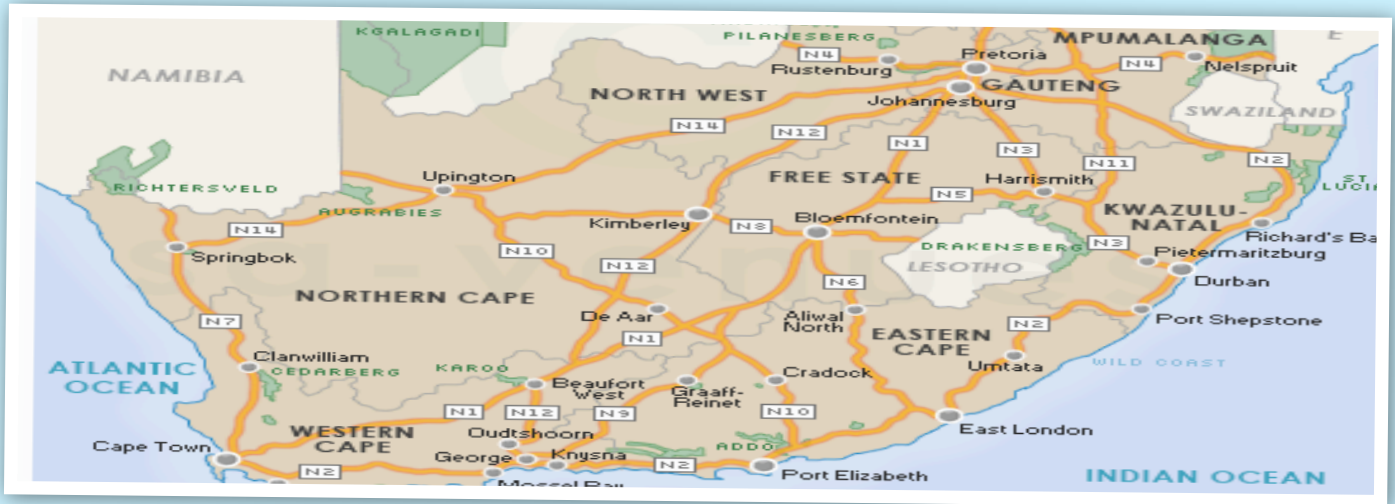 KGALAGADI
PILANESBERG
MPUMALANGA
E
NAMIBIA
N4
Rustenburg
Pretoria
N4
Nelspruit
NORTH WEST
GAUTENG
Johannesburg
SWAZILAND
N14
N12
N1
N3
N11
N2
RICHTERSVELD
Upington
FREE STATE
Harrismith
N5
ST
LUCI
AUGRABIES
Kimberley
N8
Bloemfontein
KWAZULU-
NATAL
N14
N10
DRAKENSBERG
N3
Richard's Ba
Springbok
N12
LESOTHO
Pietermaritzburg
N6
Durban
NORTHERN CAPE
De Aar
Aliwal
North
N7
N1
EASTERN
CAPE
N2
Port Shepstone
ATLANTIC
OCEAN
Clanwilliam
CEDARBERG
KAROO
Beaufort
West
Graaff-
Reinet
Cradock
Umtata
WILD COAST
N1
N12
N9
N10
WESTERN
CAPE
Oudtshoorn
East London
Cape Town
George
Knysna
ADDO
N2
N2
Port Elizabeth
INDIAN OCEAN
Mossel Bay